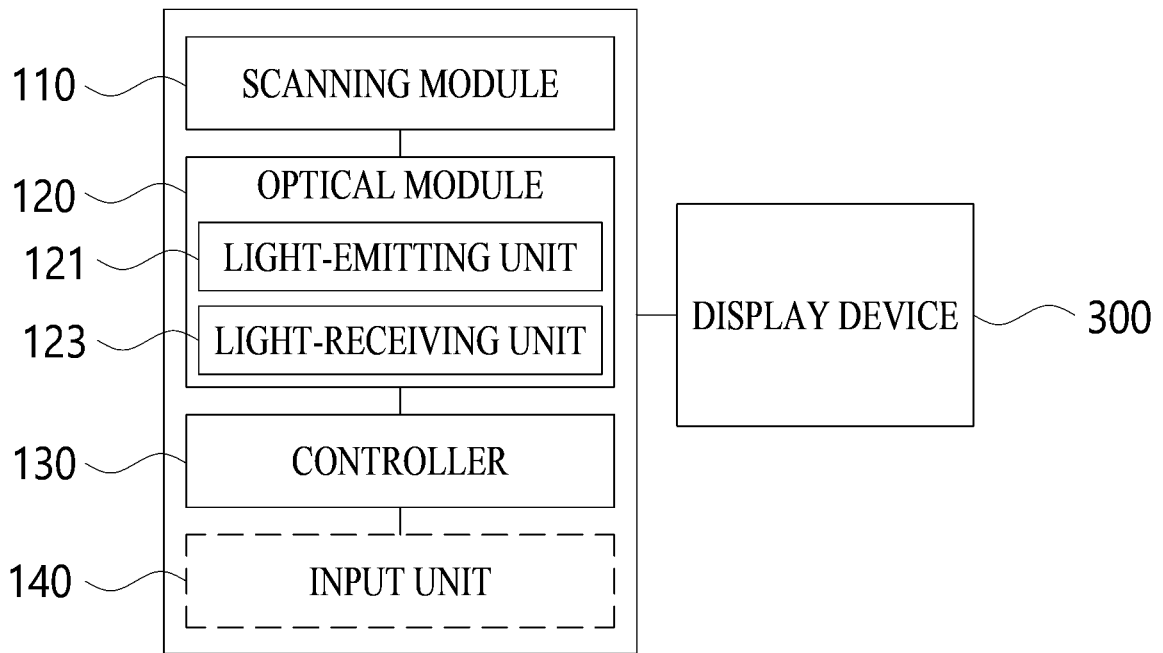 110
SCANNING MODULE
120
OPTICAL MODULE
121
LIGHT-EMITTING UNIT
123
LIGHT-RECEIVING UNIT
130
CONTROLLER
140
INPUT UNIT
DISPLAY DEVICE
300